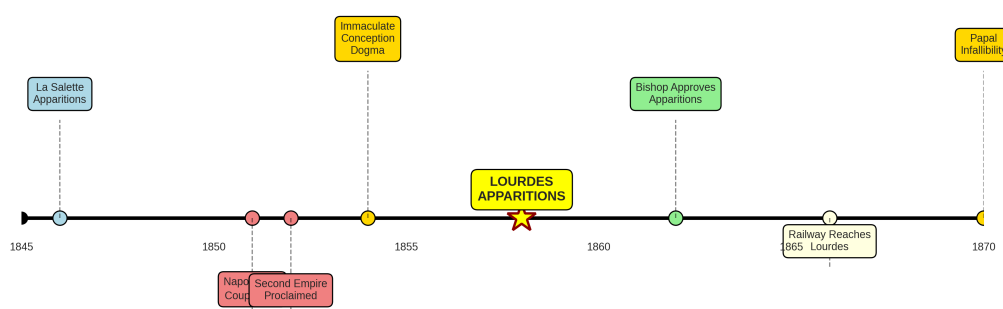 Immaculate
Conception
Dogma
Papal
Infallibility
La Salette
Apparitions
Bishop Approves
Apparitions
LOURDES
APPARITIONS
Railway Reaches
Lourdes
1845
1850
1855
1860
1865
1870
Second Empire
Proclaimed